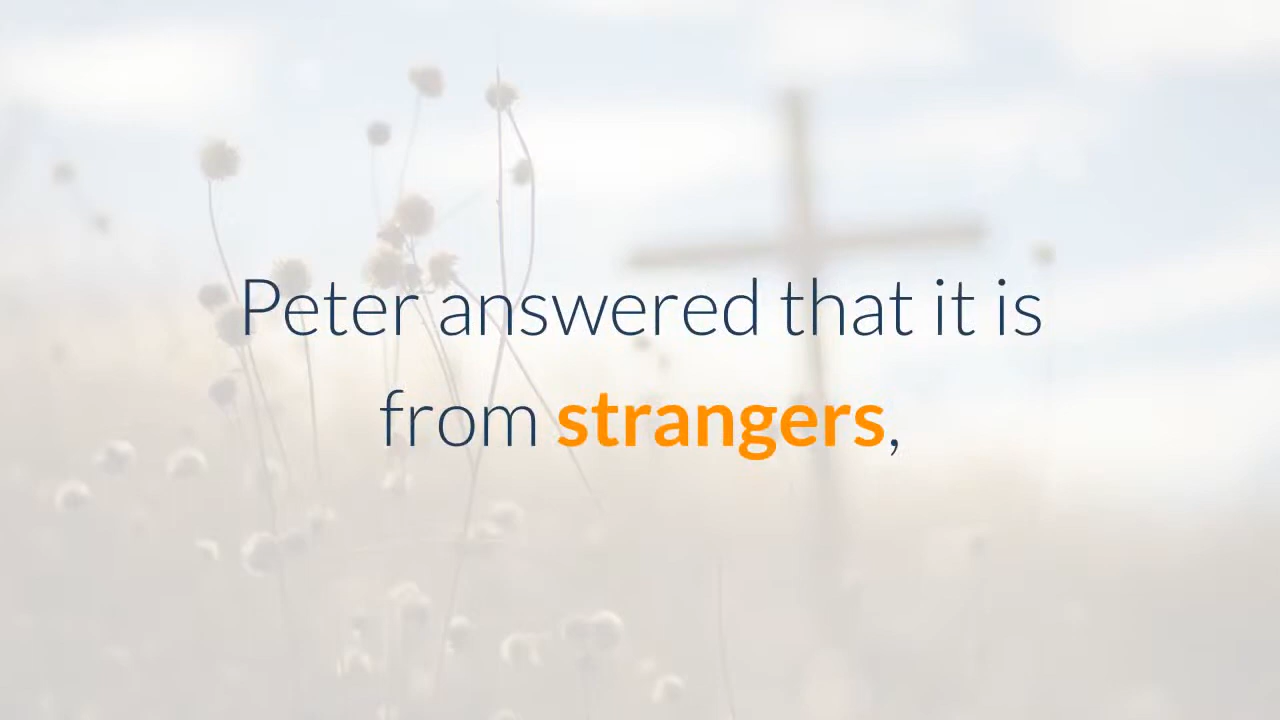 Peter answered that it is
from strangers,